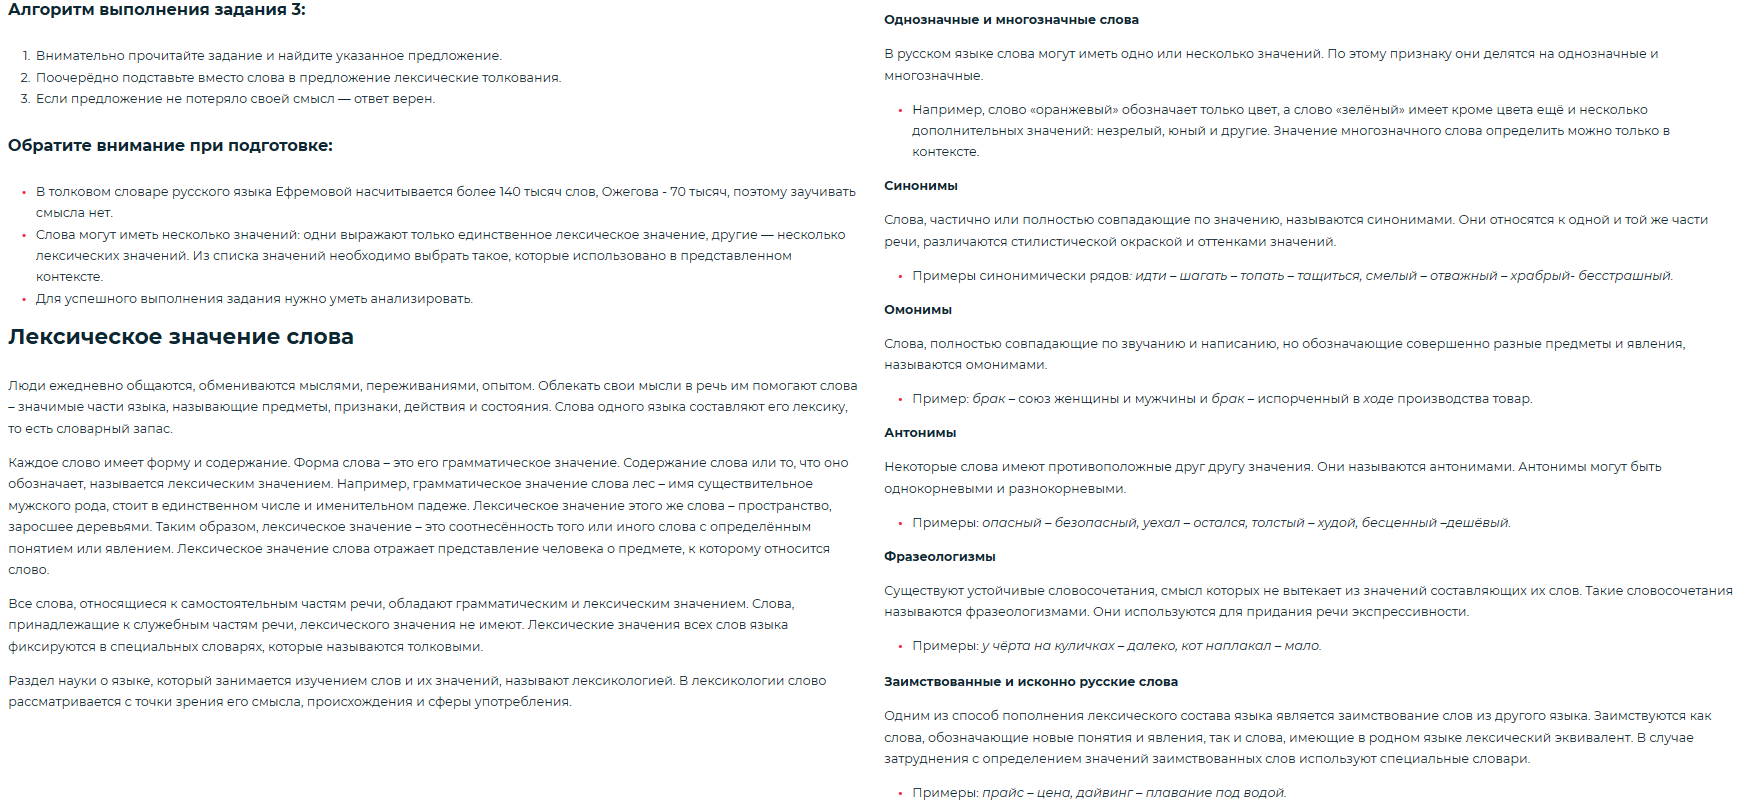 Алгоритм выполнения задания 3:
1. Внимательно прочитайте задание и найдите указанное предложение.
2. Поочерёдно подставьте вместо слова в предложение лексические толкования.
3. Если предложение не потеряло своей смысл — ответ верен.
Обратите внимание при подготовке:
• В толковом словаре русского языка Ефремовой насчитывается более 140 тысяч слов, Ожегова - 70 тысяч, поэтому заучивать
смысла нет.
• Слова могут иметь несколько значений: одни выражают только единственное лексическое значение, другие — несколько
лексических значений. Из списка значений необходимо выбрать такое, которые использовано в представленном
контексте.
• Для успешного выполнения задания нужно уметь анализировать.
Лексическое значение слова
Люди ежедневно общаются, обмениваются мыслями, переживаниями, опытом. Облекать свои мысли в речь им помогают слова
– значимые части языка, называющие предметы, признаки, действия и состояния. Слова одного языка составляют его лексику,
то есть словарный запас.
Каждое слово имеет форму и содержание. Форма слова – это его грамматическое значение. Содержание слова или то, что оно
обозначает, называется лексическим значением. Например, грамматическое значение слова лес – имя существительное
мужского рода, стоит в единственном числе и именительном падеже. Лексическое значение этого же слова – пространство,
заросшее деревьями. Таким образом, лексическое значение – это соотнесённость того или иного слова с определённым
понятием или явлением. Лексическое значение слова отражает представление человека о предмете, к которому относится
слово.
Все слова, относящиеся к самостоятельным частям речи, обладают грамматическим и лексическим значением. Слова,
принадлежащие к служебным частям речи, лексического значения не имеют. Лексические значения всех слов языка
фиксируются в специальных словарях, которые называются толковыми.
Раздел науки о языке, который занимается изучением слов и их значений, называют лексикологией. В лексикологии слово
рассматривается с точки зрения его смысла, происхождения и сферы употребления.
Однозначные и многозначные слова
В русском языке слова могут иметь одно или несколько значений. По этому признаку они делятся на однозначные и
многозначные.
• Например, слово «оранжевый» обозначает только цвет, а слово «зелёный» имеет кроме цвета ещё и несколько
дополнительных значений: незрелый, юный и другие. Значение многозначного слова определить можно только в
контексте.
Синонимы
Слова, частично или полностью совпадающие по значению, называются синонимами. Они относятся к одной и той же части
речи, различаются стилистической окраской и оттенками значений.
• Примеры синонимически рядов: идти – шагать – топать – тащиться, смелый – отважный – храбрый- бесстрашный.
Омонимы
Слова, полностью совпадающие по звучанию и написанию, но обозначающие совершенно разные предметы и явления,
называются омонимами.
• Пример: брак – союз женщины и мужчины и брак – испорченный в ходе производства товар.
Антонимы
Некоторые слова имеют противоположные друг другу значения. Они называются антонимами. Антонимы могут быть
однокорневыми и разнокорневыми.
• Примеры: опасный – безопасный, уехал – остался, толстый – худой, бесценный –дешёвый.
Фразеологизмы
Существуют устойчивые словосочетания, смысл которых не вытекает из значений составляющих их слов. Такие словосочетания
называются фразеологизмами. Они используются для придания речи экспрессивности.
• Примеры: у чёрта на куличках – далеко, кот наплакал – мало.
Заимствованные и исконно русские слова
Одним из способ пополнения лексического состава языка является заимствование слов из другого языка. Заимствуются как
слова, обозначающие новые понятия и явления, так и слова, имеющие в родном языке лексический эквивалент. В случае
затруднения с определением значений заимствованных слов используют специальные словари.
• Примеры: прайс – цена, дайвинг – плавание под водой.